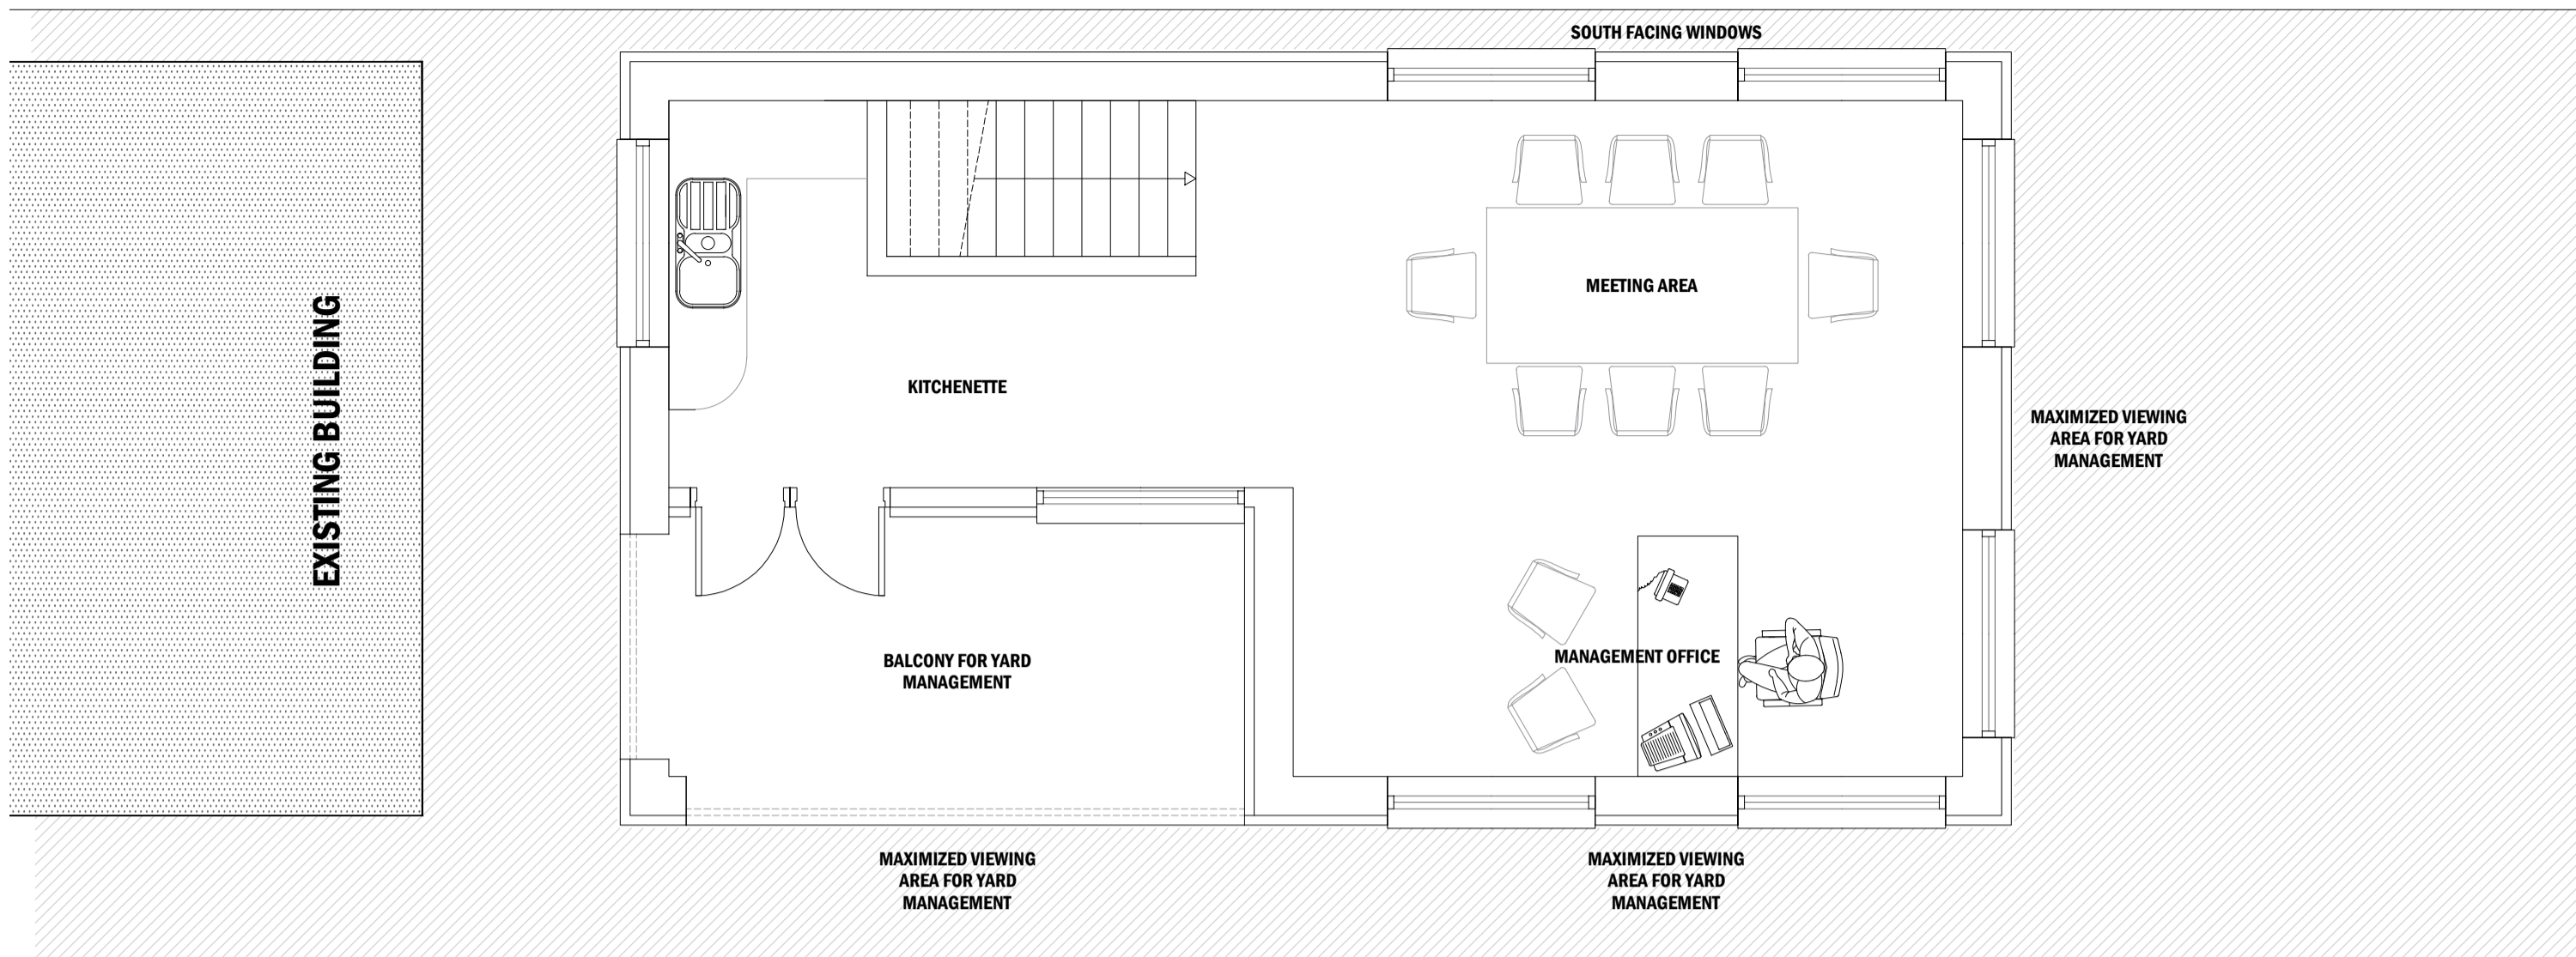 SOUTH FACING WINDOWS
EXISTING BUILDING
MEETING AREA
KITCHENETTE
MAXIMIZED VIEWING
AREA FOR YARD
MANAGEMENT
BALCONY FOR YARD
MANAGEMENT
MANAGEMENT OFFICE
MAXIMIZED VIEWING
AREA FOR YARD
MANAGEMENT
MAXIMIZED VIEWING
AREA FOR YARD
MANAGEMENT